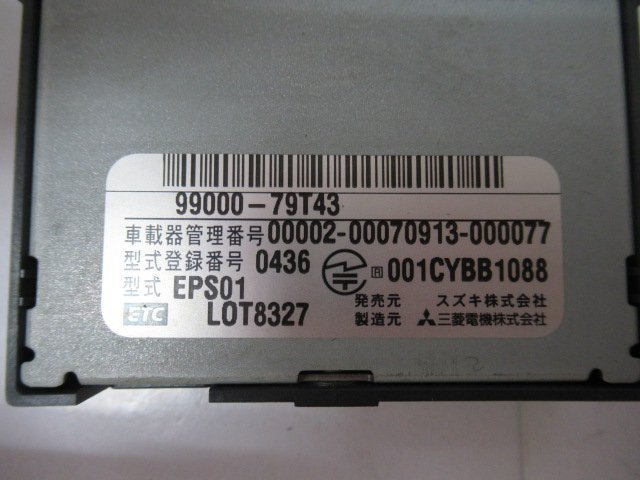 99000-79T43
車載器管理番号 00002-00070913-000077
型式登録番号 0436 R 001CYBB1088
型式 EPS01
ETC LOT8327
発売元 スズキ株式会社
製造元 三菱電機株式会社